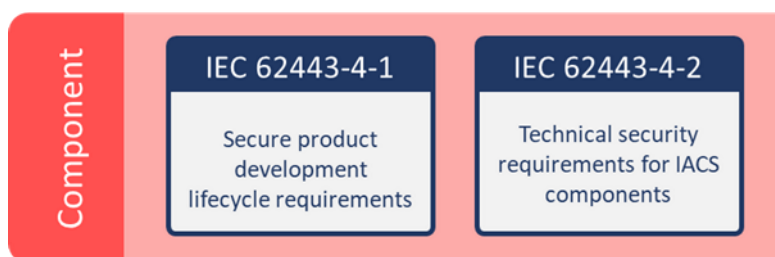 Component
IEC 62443-4-1
Secure product
development
lifecycle requirements
IEC 62443-4-2
Technical security
requirements for IACS
components